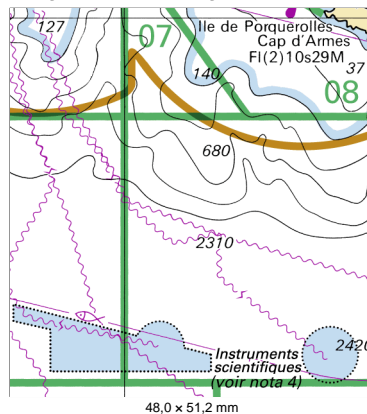 127
07
Ile de Porquerolles
Cap d'Armes
Fl(2)10s29M
37
140
08
680
2310
2420
Instruments
scientifiques
(voir nota 4)
48,0 × 51,2 mm